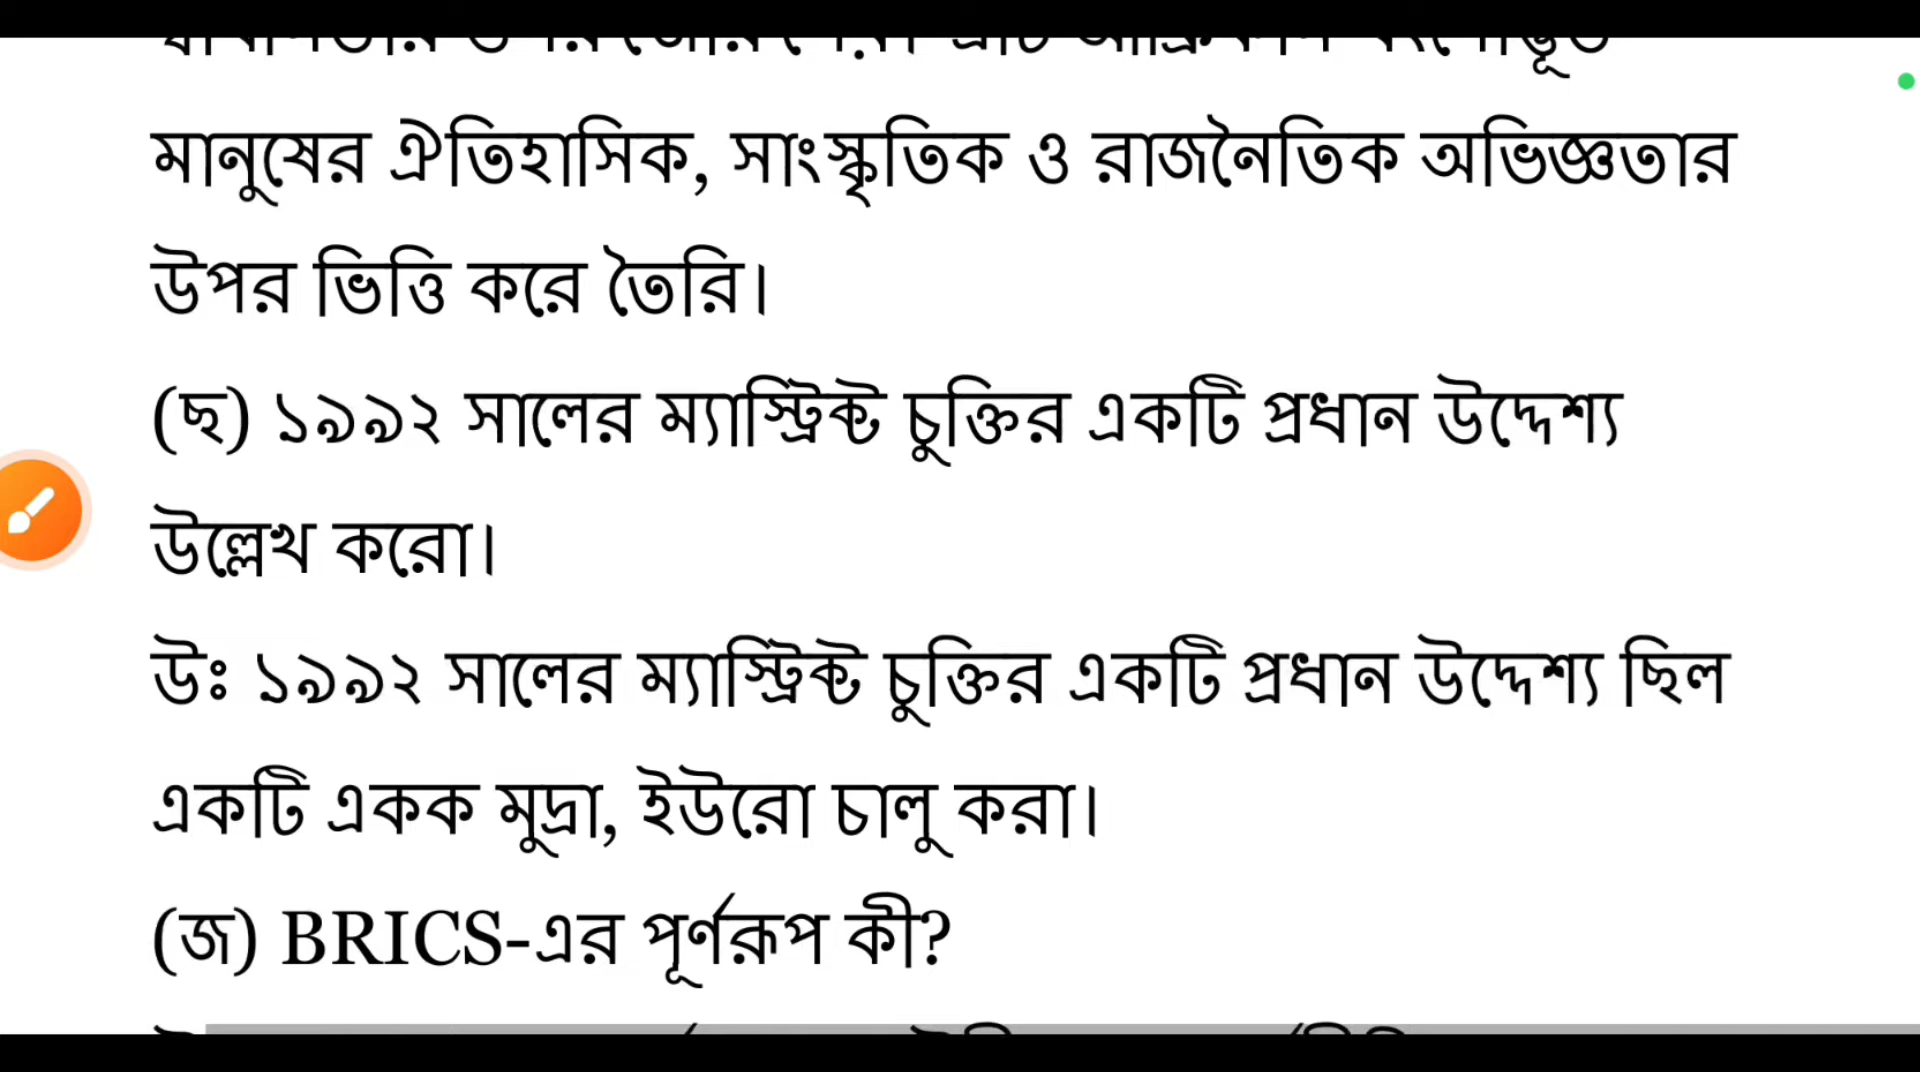 মানুষের ঐতিহাসিক, সাংস্কৃতিক ও রাজনৈতিক অভিজ্ঞতার
উপর ভিত্তি করে তৈরি।
(ছ) ১৯৯২ সালের ম্যাস্ট্রিক্ট চুক্তির একটি প্রধান উদ্দেশ্য
উল্লেখ করো।
উঃ ১৯৯২ সালের ম্যাস্ট্রিক্ট চুক্তির একটি প্রধান উদ্দেশ্য ছিল
একটি একক মুদ্রা, ইউরো চালু করা।
(জ) BRICS-এর পূর্ণরূপ কী?